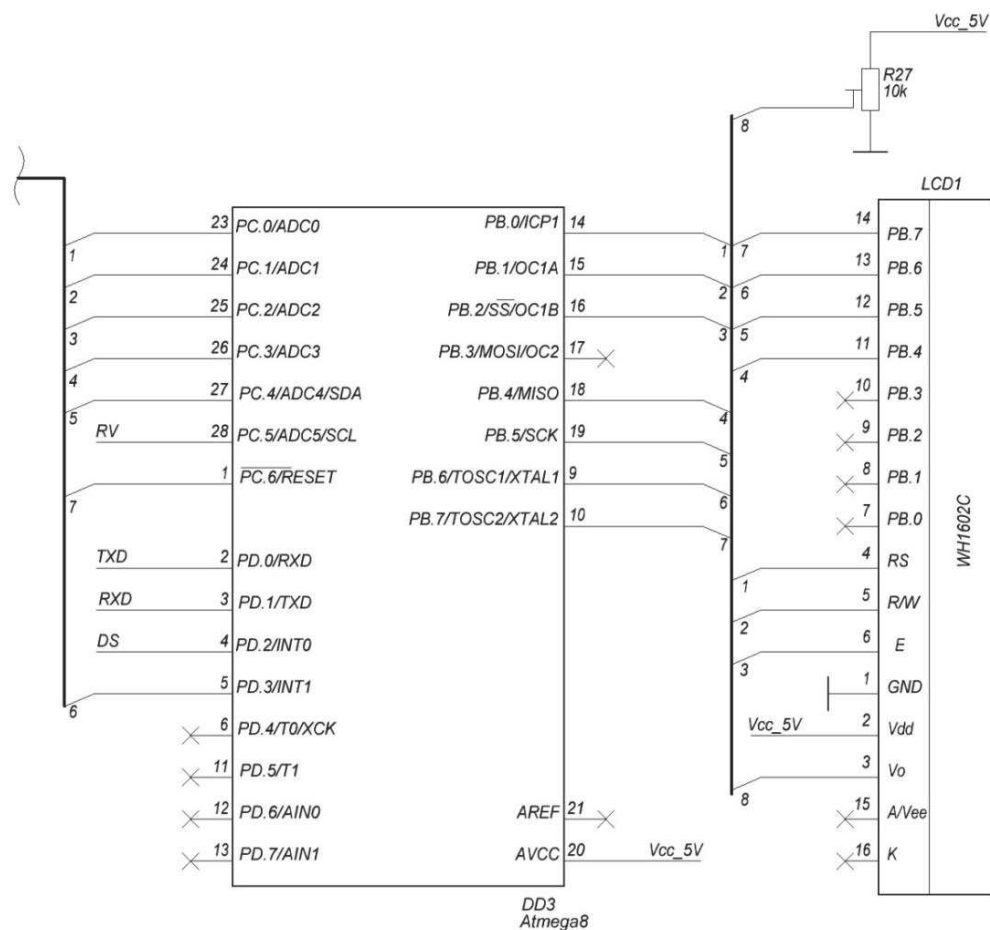 Vcc_5V
R27
10k
8
LCD1
23 PC.0/ADC0
PB.0/ICP1 14
14 PB.7
1
1 7
24 PC.1/ADC1
PB.1/OC1A 15
13 PB.6
2
2 6
25 PC.2/ADC2
PB.2/SS/OC1B 16
12 PB.5
3
3 5
26 PC.3/ADC3
PB.3/MOSI/OC2 17
11 PB.4
4
4
27 PC.4/ADC4/SDA
PB.4/MISO 18
10 PB.3
5
4
RV 28 PC.5/ADC5/SCL
PB.5/SCK 19
9 PB.2
5
1 PC.6/RESET
PB.6/TOSC1/XTAL1 9
8 PB.1
7
6
PB.7/TOSC2/XTAL2 10
7 PB.0
7
TXD 2 PD.0/RXD
4 RS
1
RXD 3 PD.1/TXD
5 R/W
2
DS 4 PD.2/INT0
6 E
3
5 PD.3/INT1
1 GND
6
6 PD.4/T0/XCK
Vcc_5V 2 Vdd
11 PD.5/T1
3 Vo
8
12 PD.6/AIN0
AREF 21
15 A/Vee
13 PD.7/AIN1
AVCC 20 Vcc_5V
16 K
WH1602C
DD3
Atmega8